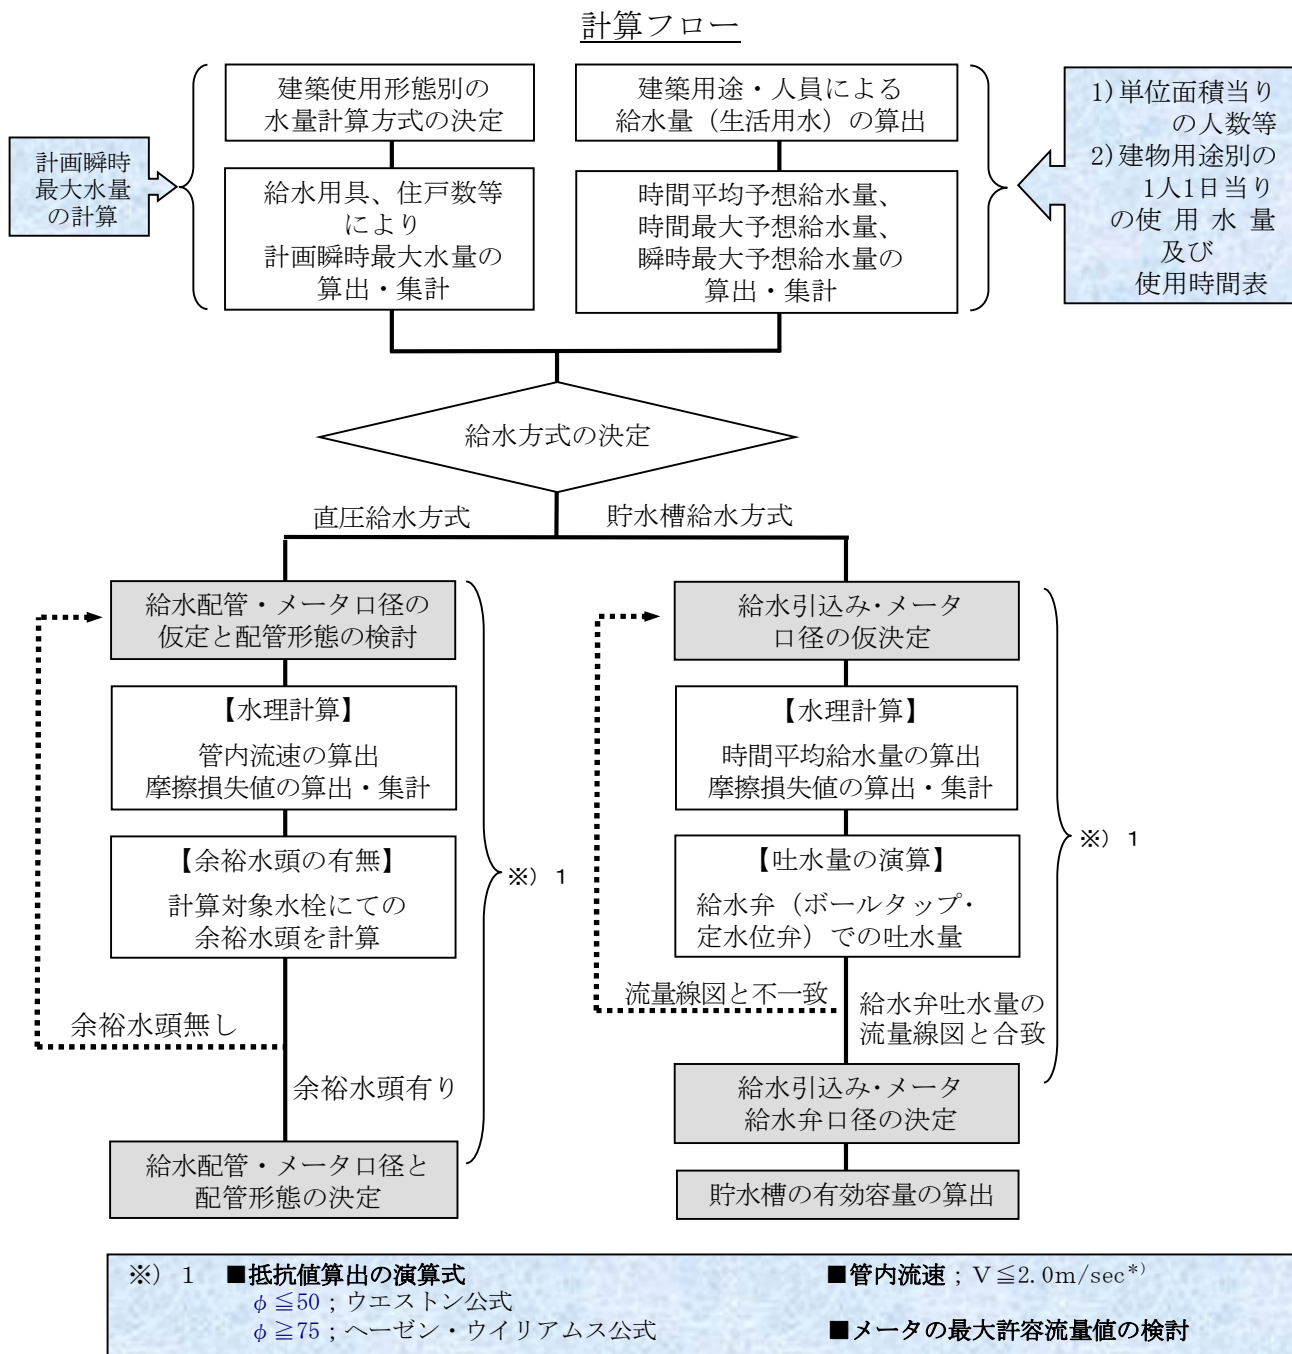 計算フロー
計画瞬時
最大水量
の計算
建築使用形態別の
水量計算方式の決定
給水用具、住戸数等
により
計画瞬時最大水量の
算出・集計
建築用途・人員による
給水量（生活用水）の算出
時間平均予想給水量、
時間最大予想給水量、
瞬時最大予想給水量の
算出・集計
1)単位面積当り
の人数等
2)建物用途別の
1人1日当り
の使用水量
及び
使用時間表
給水方式の決定
直圧給水方式
貯水槽給水方式
給水配管・メータ口径の
仮定と配管形態の検討
【水理計算】
管内流速の算出
摩擦損失値の算出・集計
【余裕水頭の有無】
計算対象水栓にての
余裕水頭を計算
※）1
余裕水頭無し
余裕水頭有り
給水配管・メータ口径と
配管形態の決定
給水引込み・メータ
口径の仮決定
【水理計算】
時間平均給水量の算出
摩擦損失値の算出・集計
【吐水量の演算】
給水弁（ボールタップ・
定水位弁）での吐水量
※）1
流量線図と不一致
給水弁吐水量の
流量線図と合致
給水引込み・メータ
給水弁口径の決定
貯水槽の有効容量の算出
※）1 ■抵抗値算出の演算式
φ≦50；ウエストン公式
φ≧75；ヘーゼン・ウイリアムス公式
■管内流速；V≦2.0m/sec*)
■メータの最大許容流量値の検討